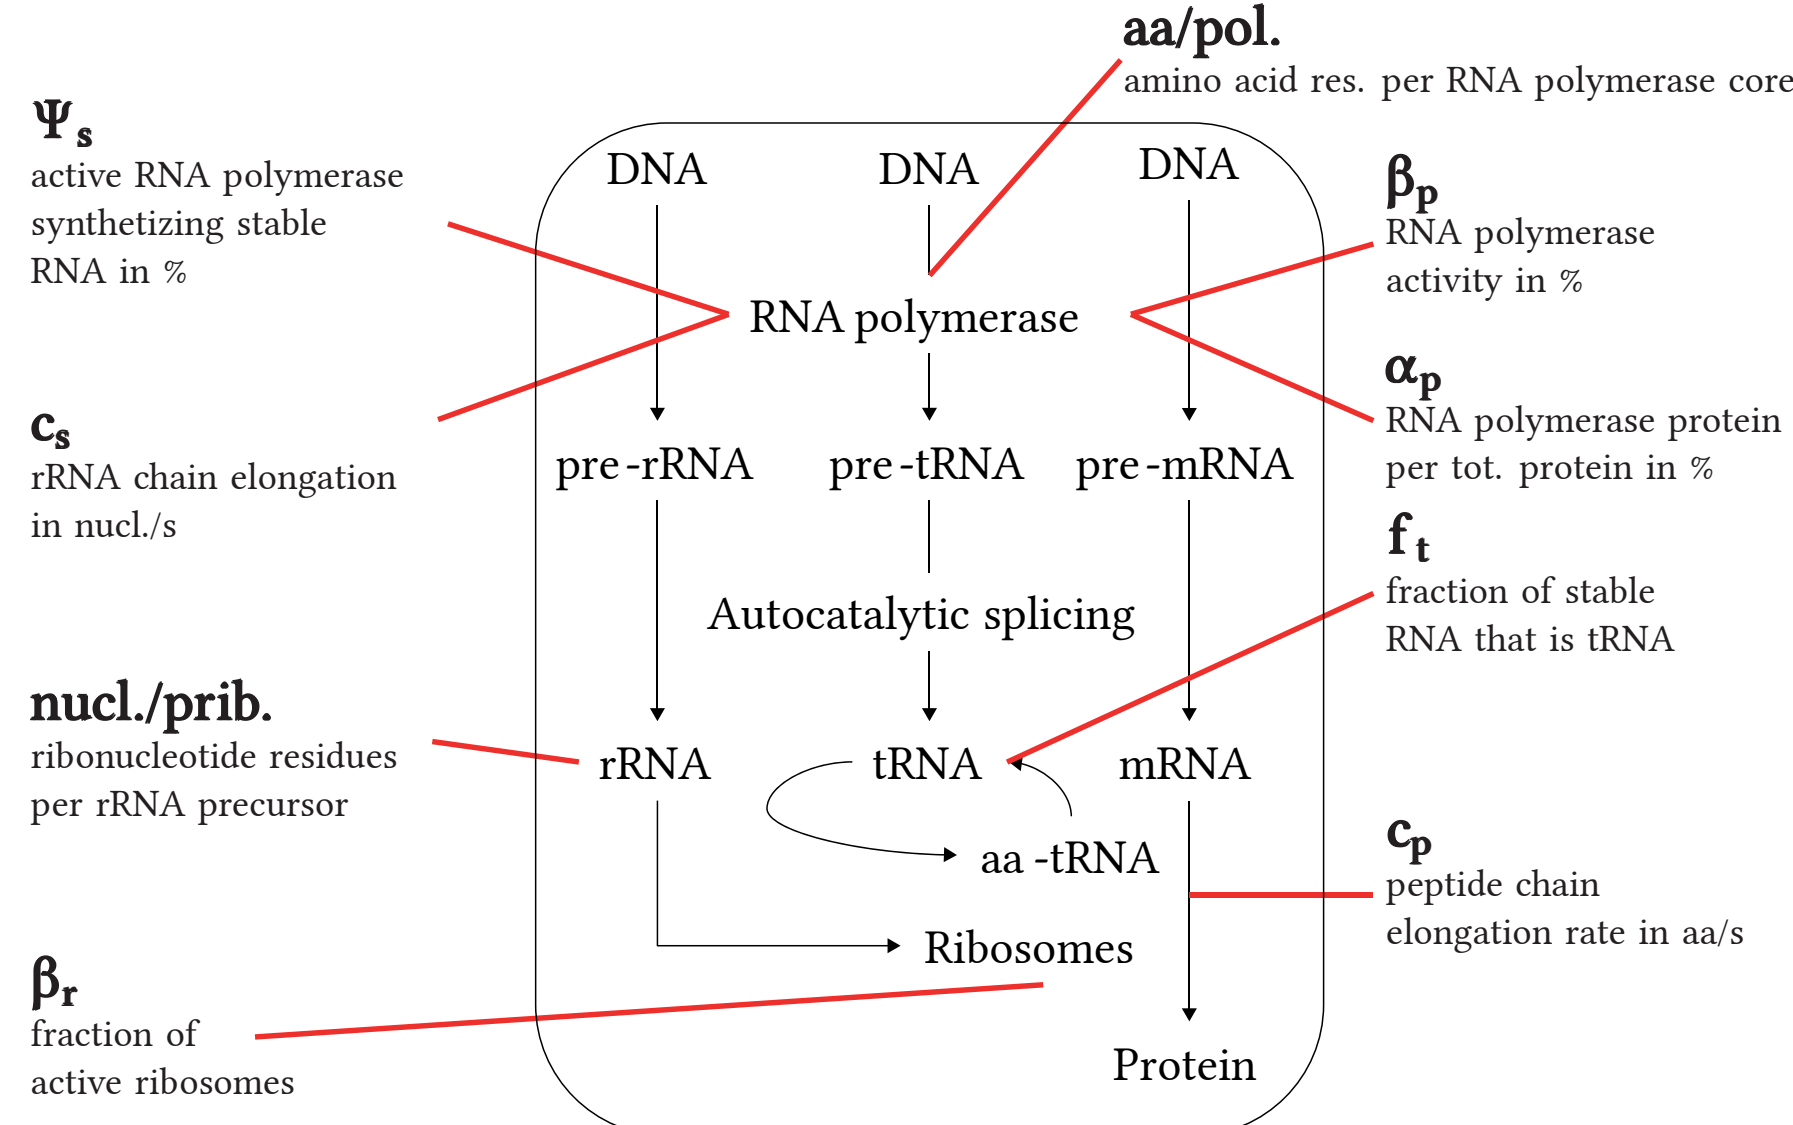 aa/pol.
amino acid res. per RNA polymerase core
Ψs
active RNA polymerase
synthetizing stable
RNA in %
cs
rRNA chain elongation
in nucl./s
nucl./prib.
ribonucleotide residues
per rRNA precursor
βr
fraction of
active ribosomes
DNA DNA DNA
RNA polymerase
pre-rRNA pre-tRNA pre-mRNA
Autocatalytic splicing
rRNA tRNA mRNA
aa-tRNA
Ribosomes
Protein
βp
RNA polymerase
activity in %
αp
RNA polymerase protein
per tot. protein in %
ft
fraction of stable
RNA that is tRNA
cp
peptide chain
elongation rate in aa/s